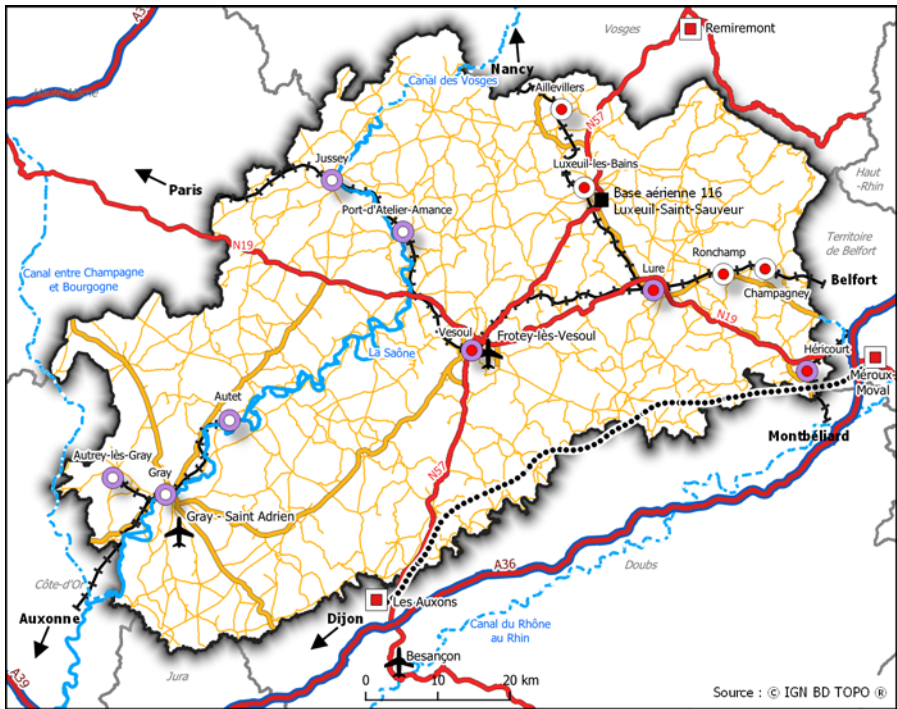 A3
Vosges
Remiremont
Nancy
Canal des Vosges
Aillevillers
N57
Haute-Marne
Jussey
Luxeuil-les-Bains
Paris
Base aérienne 116
Luxeuil-Saint-Sauveur
Haut
-Rhin
Port-d'Atelier-Amance
N19
Territoire
de Belfort
Canal entre Champagne
et Bourgogne
Ronchamp
Lure
Belfort
Champagney
N19
Vesoul
Frotey-lès-Vesoul
La Saône
Héricourt
Méroux-
Moval
Autet
Montbéliard
Autrey-lès-Gray
Gray
N57
Gray - Saint Adrien
A36
Doubs
Côte-d'Or
Les Auxons
Auxonne
Dijon
Canal du Rhône
au Rhin
Besançon
Jura
A39
0 10 20 km
Source : © IGN BD TOPO ®